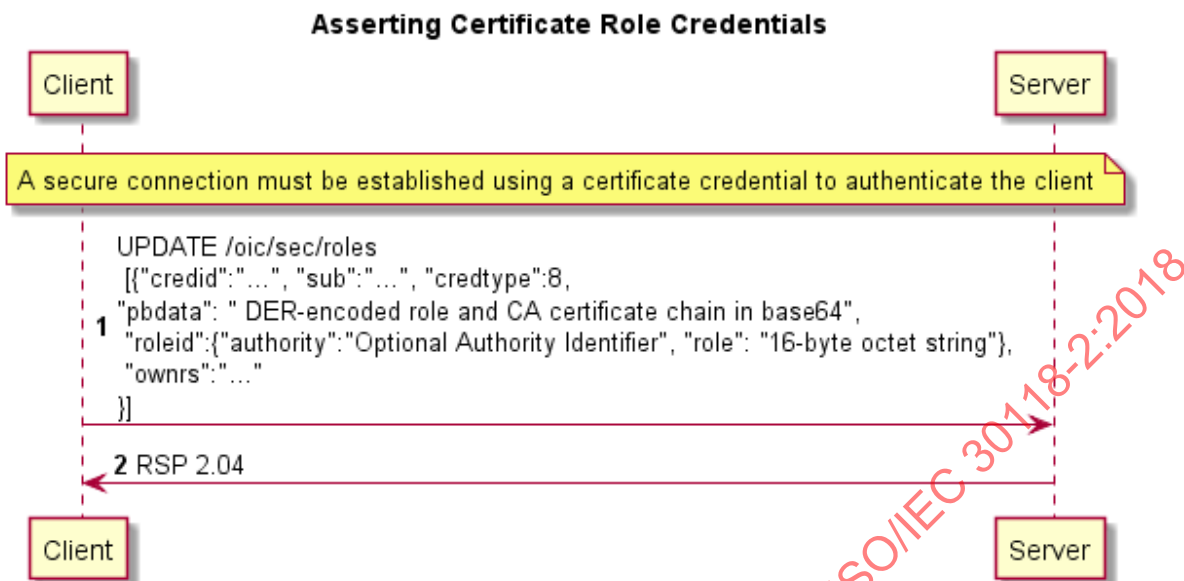 Asserting Certificate Role Credentials
Client
Server
A secure connection must be established using a certificate credential to authenticate the client
UPDATE /oic/sec/roles
[{"credid":"...", "sub":"...", "credtype":8,
"pbdata": " DER-encoded role and CA certificate chain in base64",
1
"roleid":{"authority":"Optional Authority Identifier", "role": "16-byte octet string"},
"ownrs":"..."
}]
2 RSP 2.04
Client
Server
SO/IEC 30118-2:2018